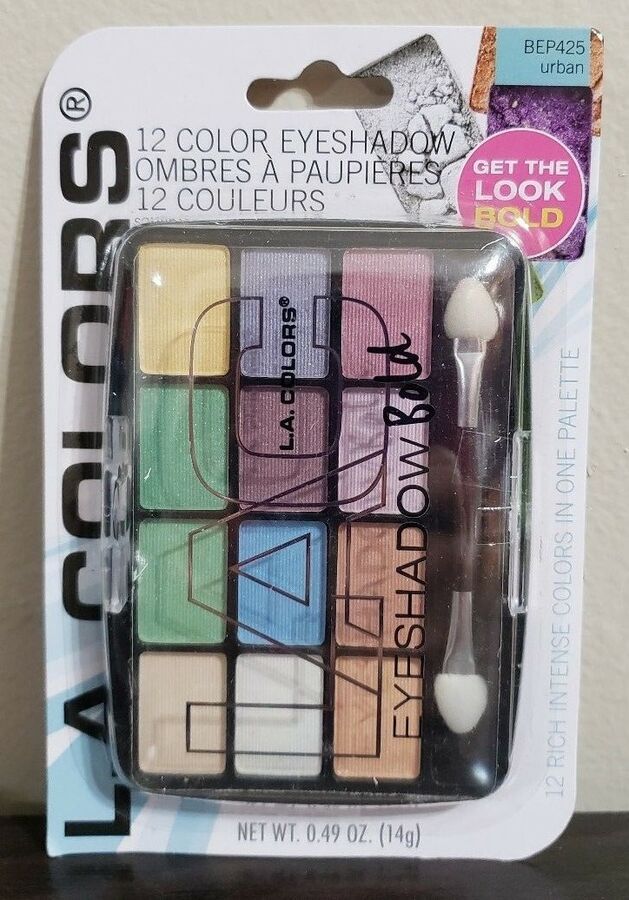 BEP425
urban
L.A. COLORS®
12 COLOR EYESHADOW
OMBRES À PAUPIÈRES
12 COULEURS
GET THE
LOOK
BOLD
L.A. COLORS®
EYESHADOW Bold
12 RICH INTENSE COLORS IN ONE PALETTE
NET WT. 0.49 OZ. (14g)